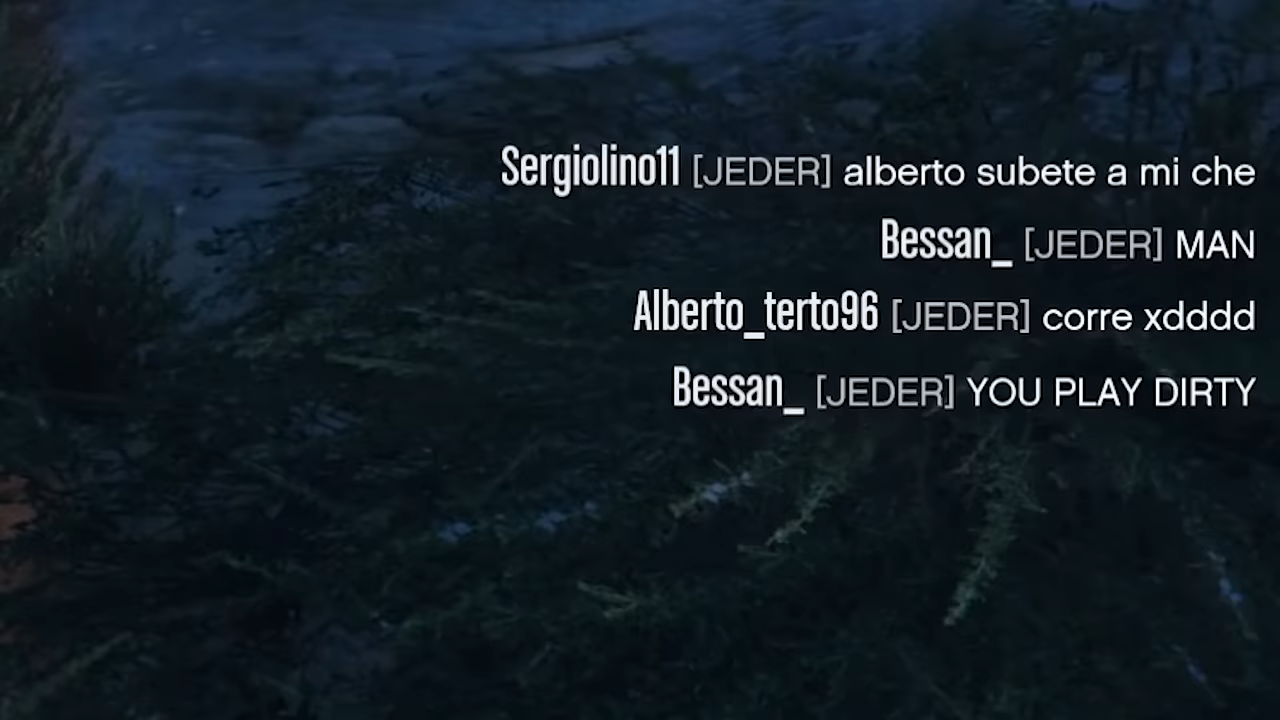 Sergiolino11 [JEDER] alberto subete a mi che
Bessan_ [JEDER] MAN
Alberto_terto96 [JEDER] corre xdddd
Bessan_ [JEDER] YOU PLAY DIRTY